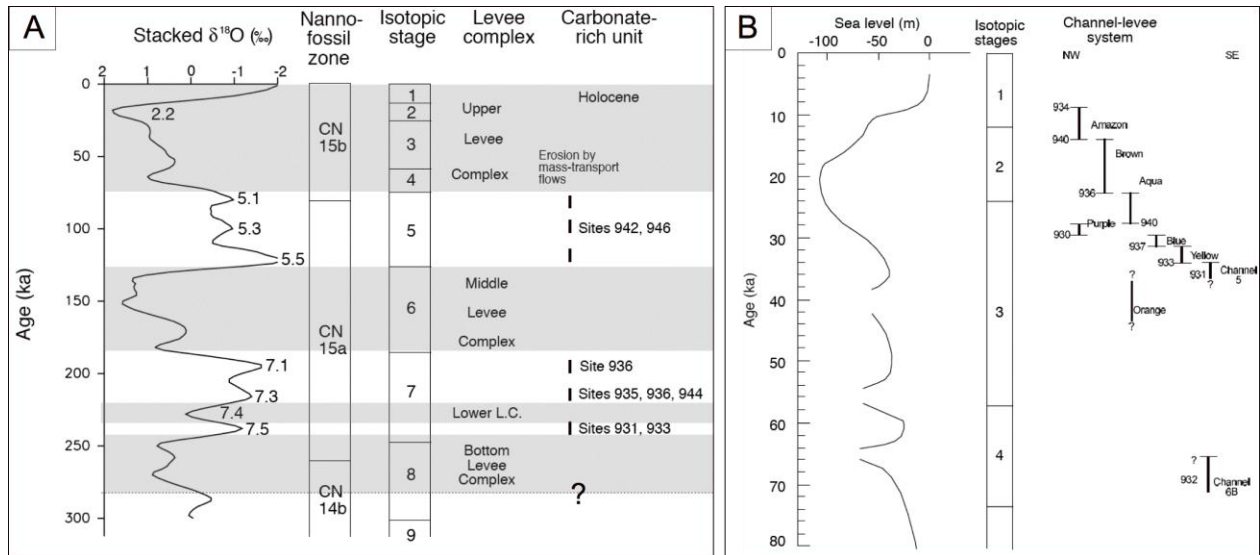 A
Stacked δ18O (‰)
Nanno-
fossil
zone
Isotopic
stage
Levee
complex
Carbonate-
rich unit
2 1 0 -1 -2
Age (ka)
0
50
100
150
200
250
300
2.2
5.1
5.3
5.5
7.1
7.3
7.4
7.5
CN
15b
CN
15a
CN
14b
1
2
3
4
5
6
7
8
9
Upper
Levee
Complex
Middle
Levee
Complex
Lower L.C.
Bottom
Levee
Complex
Holocene
Erosion by
mass-transport
flows
Sites 942, 946
Site 936
Sites 935, 936, 944
Sites 931, 933
?
B
Sea level (m)
-100 -50 0
Isotopic
stages
Channel-levee
system
NW SE
Age (ka)
0
10
20
30
40
50
60
70
80
1
2
3
4
934
Amazon
940
Brown
936
Aqua
940
930
Purple
937
Blue
933
Yellow
931
Channel
5
?
?
Orange
?
?
932
Channel
6B